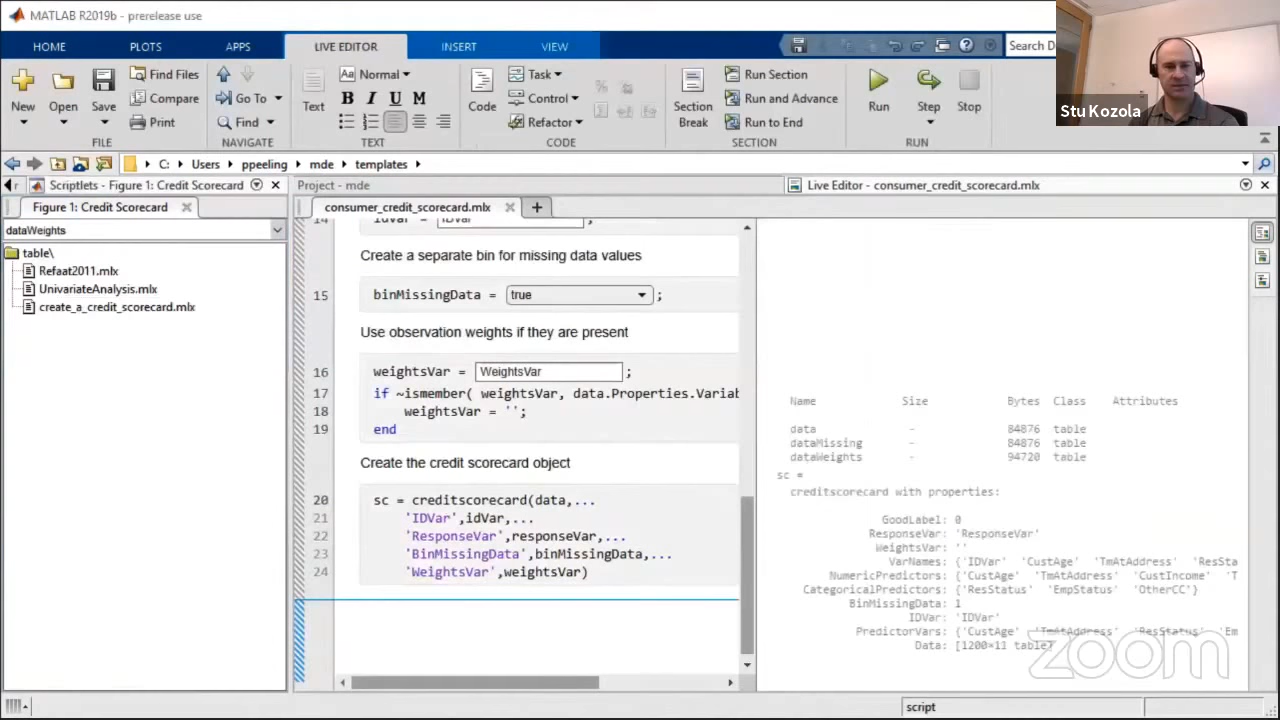 MATLAB R2019b - prerelease use
HOME PLOTS APPS LIVE EDITOR INSERT VIEW Search D
New Open Save Find Files Compare Print
FILE
Go To Find
NAVIGATE
Text Normal B I U M
TEXT
Code Task Control Refactor
CODE
Section Break Run Section Run and Advance Run to End
SECTION
Run Step Stop
RUN
Stu Kozola
C: Users ppeeling mde templates
r Scriptlets - Figure 1: Credit Scorecard
Project - mde
Live Editor - consumer_credit_scorecard.mlx
Figure 1: Credit Scorecard
consumer_credit_scorecard.mlx
dataWeights
table\
Refaat2011.mlx
UnivariateAnalysis.mlx
create_a_credit_scorecard.mlx
14 idVar = IDVar ;
Create a separate bin for missing data values
15 binMissingData = true ;
Use observation weights if they are present
16 weightsVar = WeightsVar ;
17 if ~ismember( weightsVar, data.Properties.Variab
18 weightsVar = '';
19 end
Create the credit scorecard object
20 sc = creditscorecard(data,...
21 'IDVar',idVar,...
22 'ResponseVar',responseVar,...
23 'BinMissingData',binMissingData,...
24 'WeightsVar',weightsVar)
Name Size Bytes Class Attributes
data - 84876 table
dataMissing - 84876 table
dataWeights - 94720 table
sc =
creditscorecard with properties:
GoodLabel: 0
ResponseVar: 'ResponseVar'
WeightsVar: ''
VarNames: {'IDVar' 'CustAge' 'TmAtAddress' 'ResSta
NumericPredictors: {'CustAge' 'TmAtAddress' 'CustIncome' 'T
CategoricalPredictors: {'ResStatus' 'EmpStatus' 'OtherCC'}
BinMissingData: 1
IDVar: 'IDVar'
PredictorVars: {'CustAge' 'TmAtAddress' 'ResStatus' 'Em
Data: [1200×11 table]
zoom
script